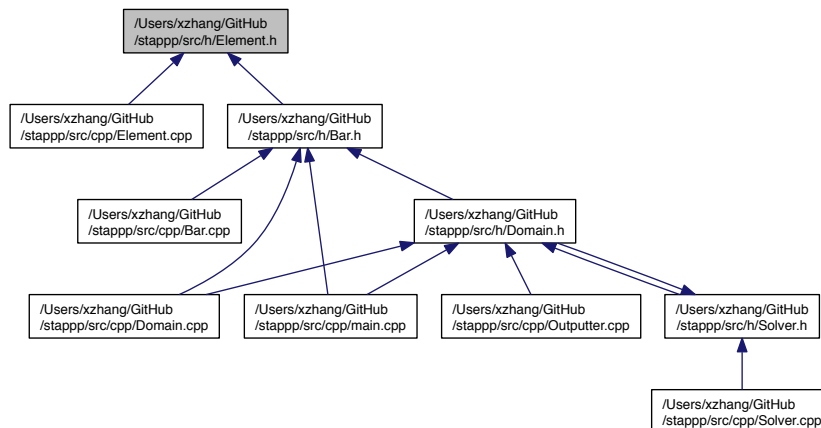 /Users/xzhang/GitHub
/stappp/src/h/Element.h
/Users/xzhang/GitHub
/stappp/src/cpp/Element.cpp
/Users/xzhang/GitHub
/stappp/src/h/Bar.h
/Users/xzhang/GitHub
/stappp/src/cpp/Bar.cpp
/Users/xzhang/GitHub
/stappp/src/h/Domain.h
/Users/xzhang/GitHub
/stappp/src/cpp/Domain.cpp
/Users/xzhang/GitHub
/stappp/src/cpp/main.cpp
/Users/xzhang/GitHub
/stappp/src/cpp/Outputter.cpp
/Users/xzhang/GitHub
/stappp/src/h/Solver.h
/Users/xzhang/GitHub
/stappp/src/cpp/Solver.cpp